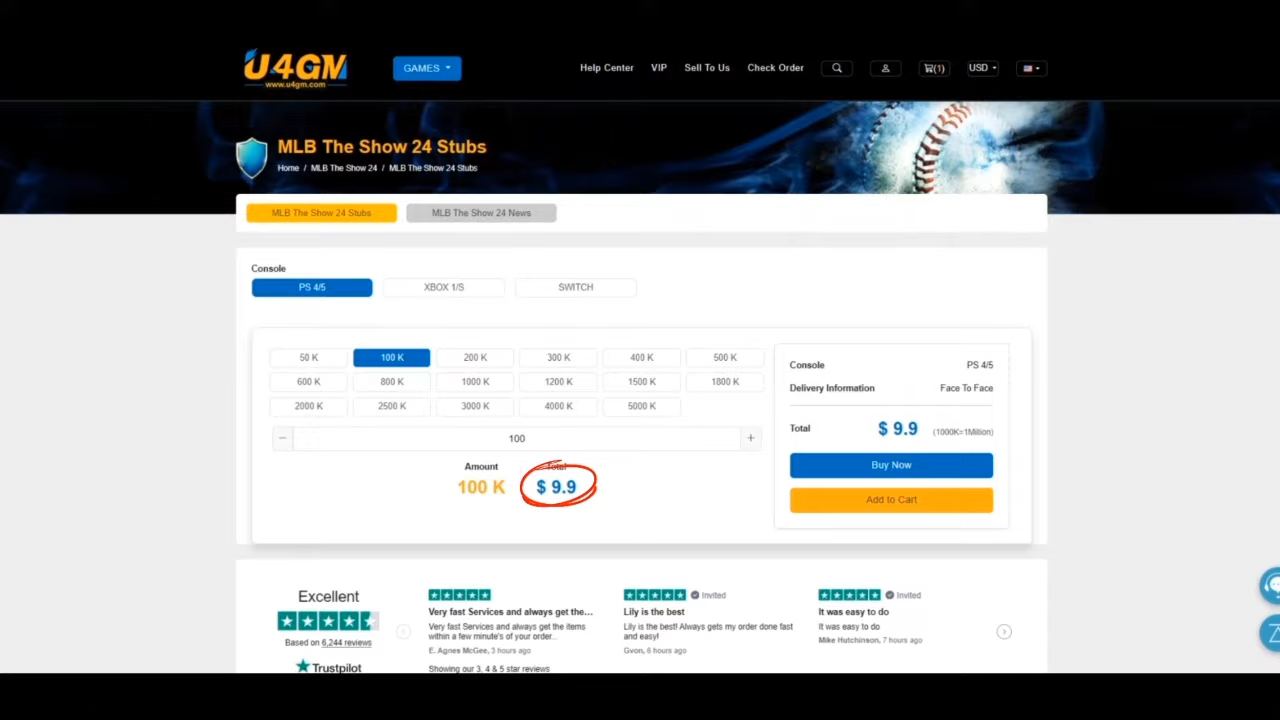 U4GM
www.u4gm.com
GAMES
Help Center VIP Sell To Us Check Order (1) USD
MLB The Show 24 Stubs
Home / MLB The Show 24 / MLB The Show 24 Stubs
MLB The Show 24 Stubs MLB The Show 24 News
Console
PS 4/5 XBOX 1/S SWITCH
50 K 100 K 200 K 300 K 400 K 500 K
600 K 800 K 1000 K 1200 K 1500 K 1800 K
2000 K 2500 K 3000 K 4000 K 5000 K
− 100 +
Amount Total
100 K $ 9.9
Console PS 4/5
Delivery Information Face To Face
Total $ 9.9 (1000K=1Million)
Buy Now
Add to Cart
Excellent
Based on 6,244 reviews
Trustpilot
Very fast Services and always get the...
Very fast Services and always get the items
within a few minute's of your order...
E. Agnes McGee, 3 hours ago
Invited
Lily is the best
Lily is the best! Always gets my order done fast
and easy!
Gvon, 6 hours ago
Invited
It was easy to do
It was easy to do
Mike Hutchinson, 7 hours ago
Showing our 3, 4 & 5 star reviews